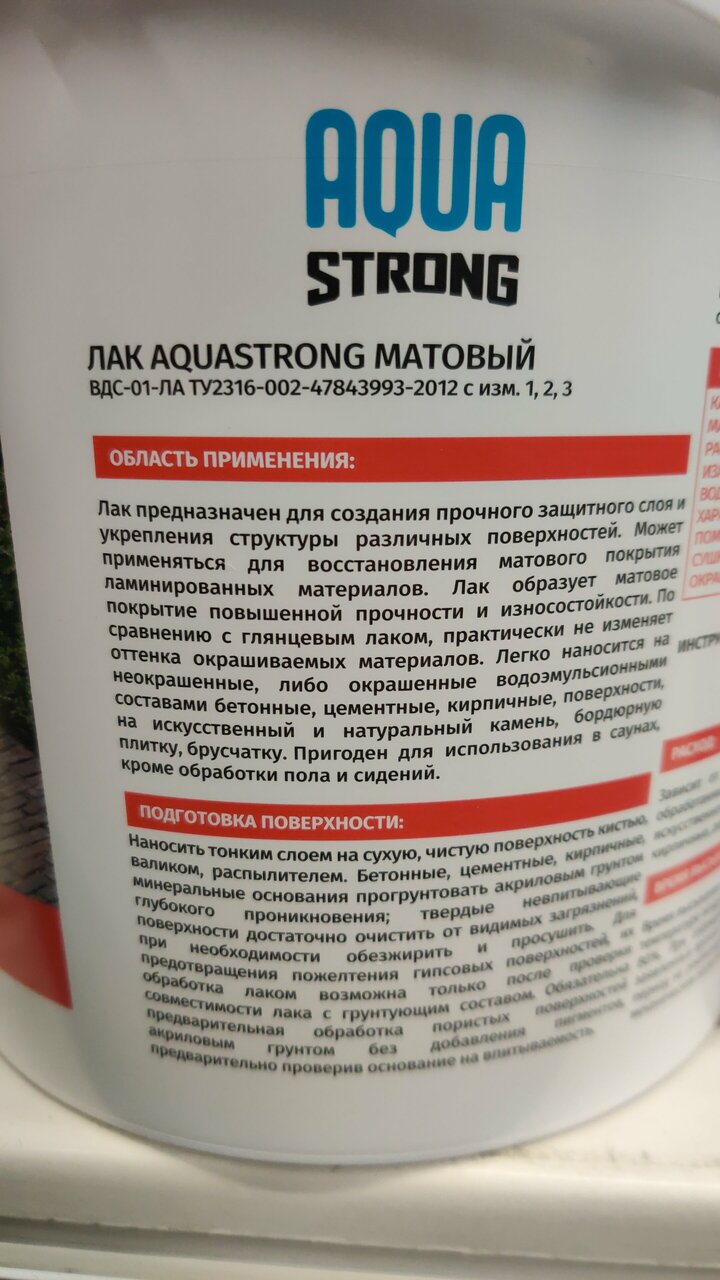 AQUA
STRONG
ЛАК AQUASTRONG МАТОВЫЙ
ВДС-01-ЛА ТУ2316-002-47843993-2012 с изм. 1, 2, 3
ОБЛАСТЬ ПРИМЕНЕНИЯ:
Лак предназначен для создания прочного защитного слоя и
укрепления структуры различных поверхностей. Может
применяться для восстановления матового покрытия
ламинированных материалов. Лак образует матовое
покрытие повышенной прочности и износостойкости. По
сравнению с глянцевым лаком, практически не изменяет
оттенка окрашиваемых материалов. Легко наносится на
неокрашенные, либо окрашенные водоэмульсионными
составами бетонные, цементные, кирпичные, поверхности,
на искусственный и натуральный камень, бордюрную
плитку, брусчатку. Пригоден для использования в саунах,
кроме обработки пола и сидений.
ПОДГОТОВКА ПОВЕРХНОСТИ:
Наносить тонким слоем на сухую, чистую поверхность кистью,
валиком, распылителем. Бетонные, цементные, кирпичные,
минеральные основания прогрунтовать акриловым грунтом
глубокого проникновения; твердые невпитывающие
поверхности достаточно очистить от видимых загрязнений,
при необходимости обезжирить и просушить. Для
предотвращения пожелтения гипсовых поверхностей, их
обработка лаком возможна только после проверки
совместимости лака с грунтующим составом. Обязательна
предварительная обработка пористых поверхностей
акриловым грунтом без добавления пигментов,
предварительно проверив основание на впитываемость.
РАСХОД
Зависит